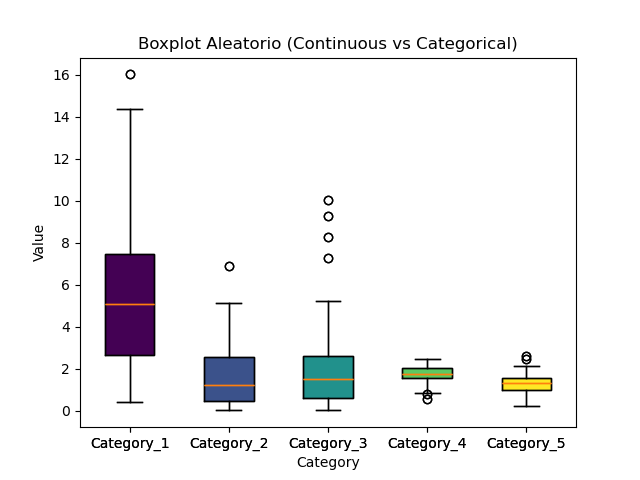 Boxplot Aleatorio (Continuous vs Categorical)
16
14
12
10
8
6
4
2
0
Value
Category_1 Category_2 Category_3 Category_4 Category_5
Category